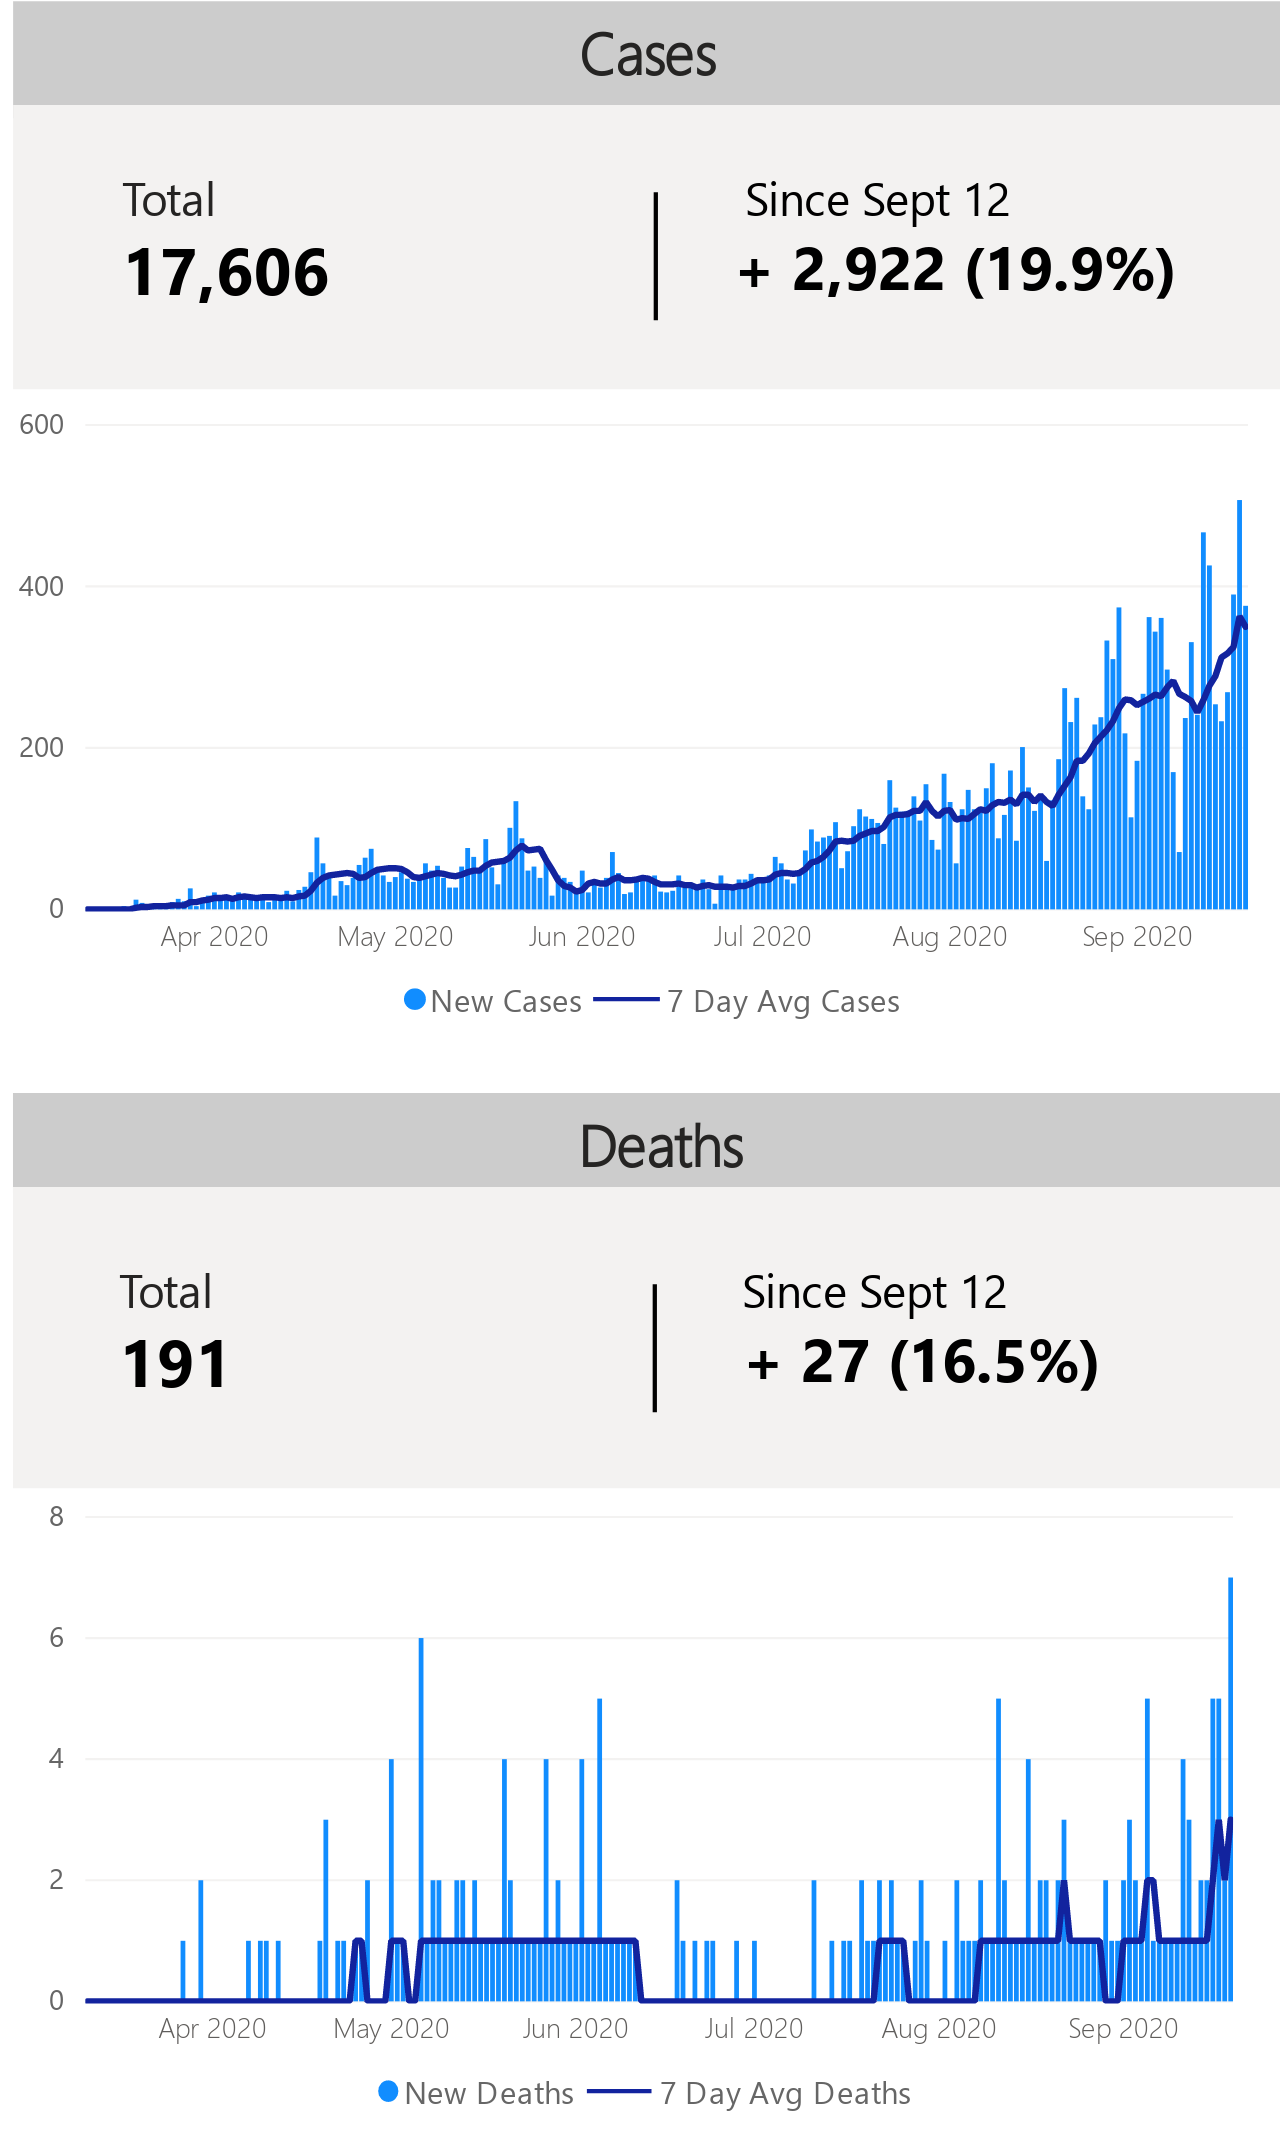 Cases
Total
Since Sept 12
17,606
+ 2,922 (19.9%)
600
400
200
0
Apr 2020 May 2020 Jun 2020 Jul 2020 Aug 2020 Sep 2020
New Cases 7 Day Avg Cases
Deaths
Total
Since Sept 12
191
+ 27 (16.5%)
8
6
4
2
0
Apr 2020 May 2020 Jun 2020 Jul 2020 Aug 2020 Sep 2020
New Deaths 7 Day Avg Deaths